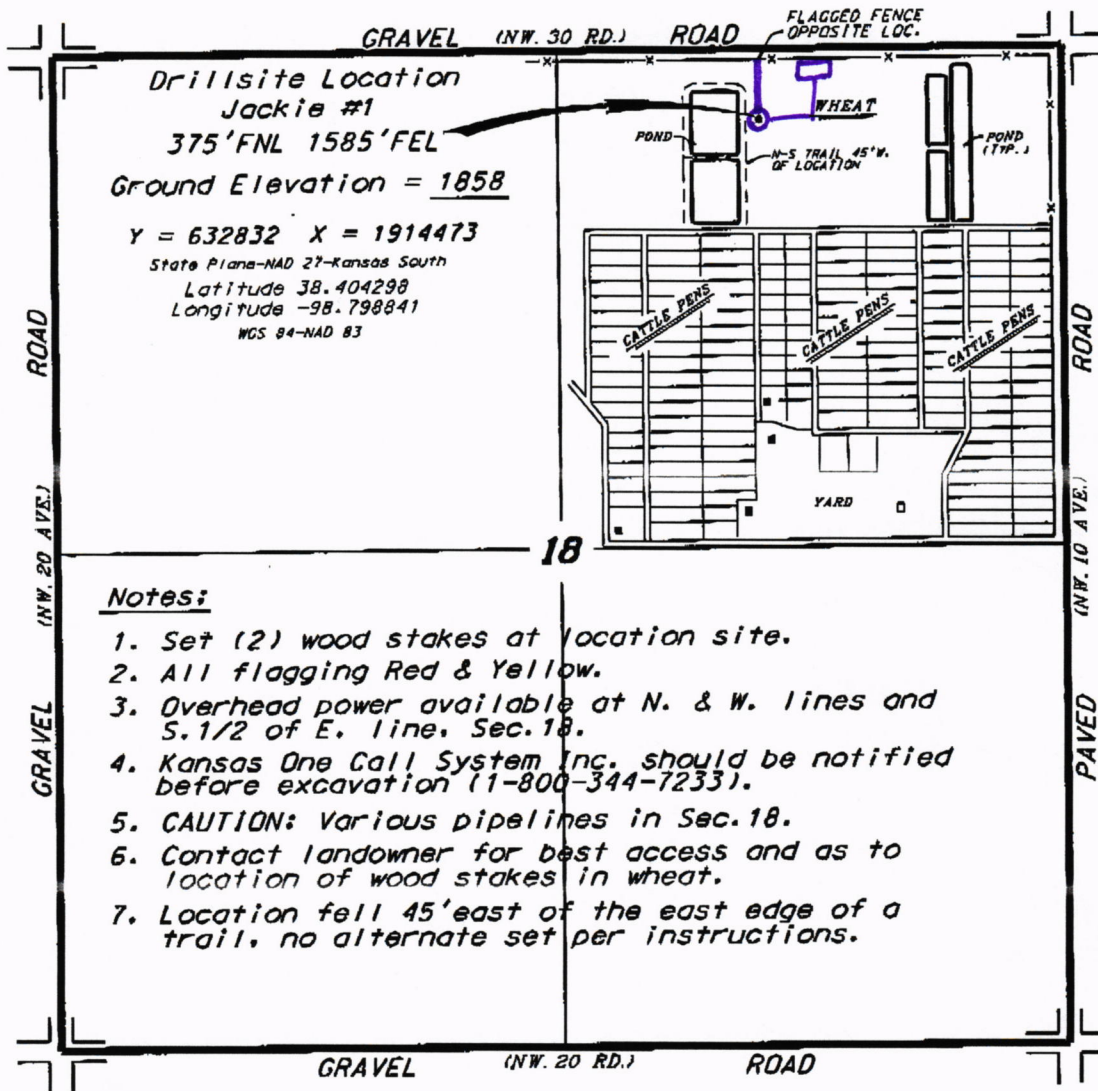 GRAVEL (NW. 30 RD.) ROAD
FLAGGED FENCE
OPPOSITE LOC.
Drillsite Location
Jackie #1
375'FNL 1585'FEL
Ground Elevation = 1858
Y = 632832 X = 1914473
State Plane-NAD 27-Kansas South
Latitude 38.404298
Longitude -98.798841
WGS 84-NAD 83
POND
WHEAT
N-S TRAIL 45'W.
OF LOCATION
POND
(TYP.)
CATTLE PENS
CATTLE PENS
CATTLE PENS
YARD
18
GRAVEL (NW. 20 AVE.) ROAD
PAVED (NW. 10 AVE.) ROAD
Notes:
1. Set (2) wood stakes at location site.
2. All flagging Red & Yellow.
3. Overhead power available at N. & W. lines and
S. 1/2 of E. line, Sec. 18.
4. Kansas One Call System Inc. should be notified
before excavation (1-800-344-7233).
5. CAUTION: Various pipelines in Sec. 18.
6. Contact landowner for best access and as to
location of wood stakes in wheat.
7. Location fell 45'east of the east edge of a
trail, no alternate set per instructions.
GRAVEL (NW. 20 RD.) ROAD